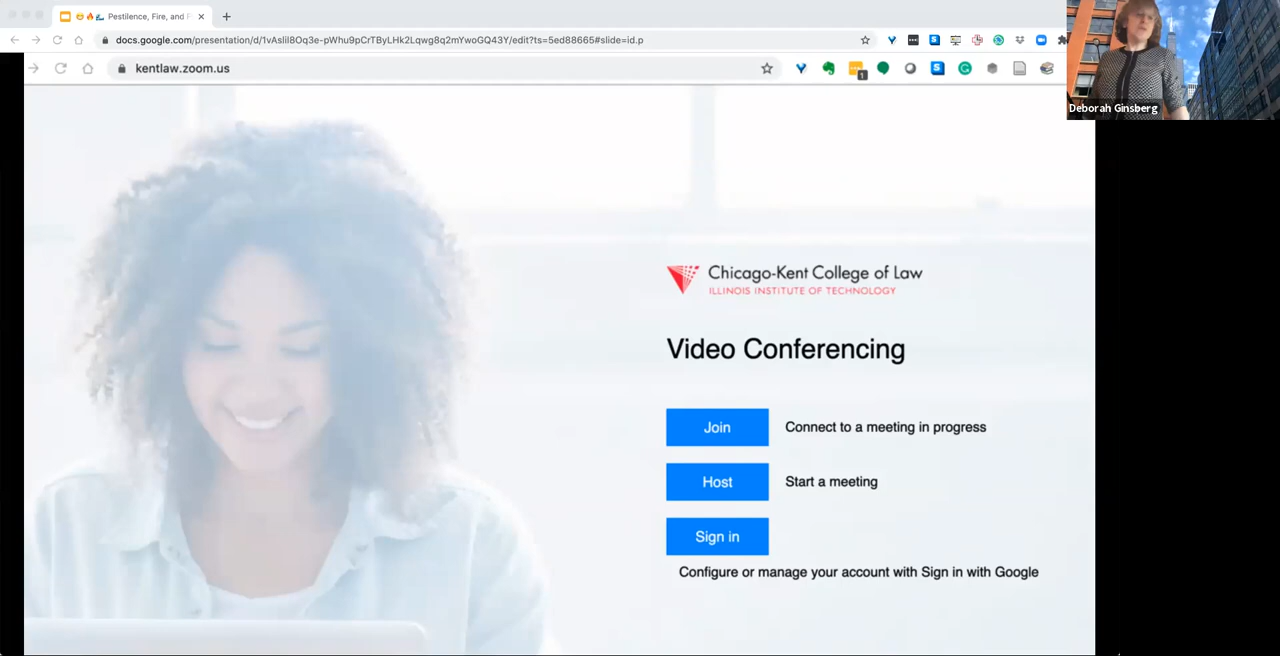 Pestilence, Fire, and F
docs.google.com/presentation/d/1vAsliI8Oq3e-pWhu9pCrTByLHk2Lqwg8q2mYwoGQ43Y/edit?ts=5ed88665#slide=id.p
kentlaw.zoom.us
1
Deborah Ginsberg
Chicago-Kent College of Law
ILLINOIS INSTITUTE OF TECHNOLOGY
Video Conferencing
Join Connect to a meeting in progress
Host Start a meeting
Sign in
Configure or manage your account with Sign in with Google